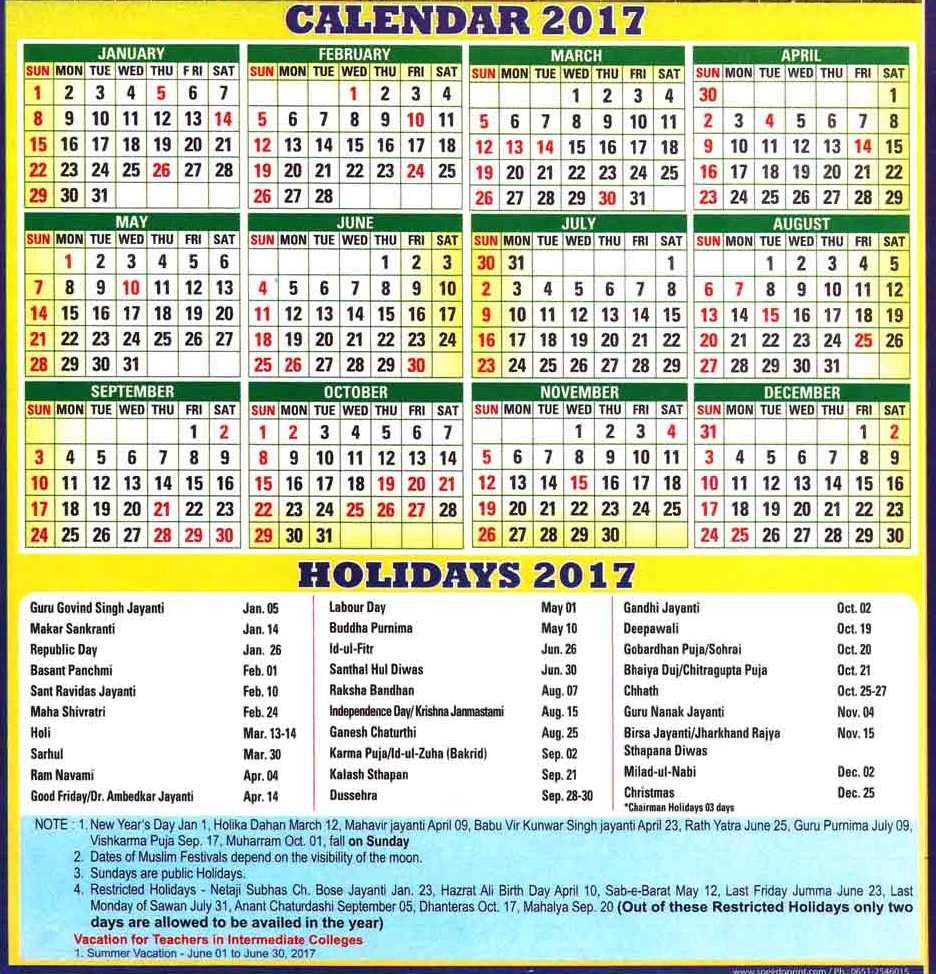 CALENDAR 2017
JANUARY
SUN MON TUE WED THU FRI SAT
1 2 3 4 5 6 7
8 9 10 11 12 13 14
15 16 17 18 19 20 21
22 23 24 25 26 27 28
29 30 31
FEBRUARY
SUN MON TUE WED THU FRI SAT
1 2 3 4
5 6 7 8 9 10 11
12 13 14 15 16 17 18
19 20 21 22 23 24 25
26 27 28
MARCH
SUN MON TUE WED THU FRI SAT
1 2 3 4
5 6 7 8 9 10 11
12 13 14 15 16 17 18
19 20 21 22 23 24 25
26 27 28 29 30 31
APRIL
SUN MON TUE WED THU FRI SAT
30 1
2 3 4 5 6 7 8
9 10 11 12 13 14 15
16 17 18 19 20 21 22
23 24 25 26 27 28 29
MAY
SUN MON TUE WED THU FRI SAT
1 2 3 4 5 6
7 8 9 10 11 12 13
14 15 16 17 18 19 20
21 22 23 24 25 26 27
28 29 30 31
JUNE
SUN MON TUE WED THU FRI SAT
1 2 3
4 5 6 7 8 9 10
11 12 13 14 15 16 17
18 19 20 21 22 23 24
25 26 27 28 29 30
JULY
SUN MON TUE WED THU FRI SAT
30 31 1
2 3 4 5 6 7 8
9 10 11 12 13 14 15
16 17 18 19 20 21 22
23 24 25 26 27 28 29
AUGUST
SUN MON TUE WED THU FRI SAT
1 2 3 4 5
6 7 8 9 10 11 12
13 14 15 16 17 18 19
20 21 22 23 24 25 26
27 28 29 30 31
SEPTEMBER
SUN MON TUE WED THU FRI SAT
1 2
3 4 5 6 7 8 9
10 11 12 13 14 15 16
17 18 19 20 21 22 23
24 25 26 27 28 29 30
OCTOBER
SUN MON TUE WED THU FRI SAT
1 2 3 4 5 6 7
8 9 10 11 12 13 14
15 16 17 18 19 20 21
22 23 24 25 26 27 28
29 30 31
NOVEMBER
SUN MON TUE WED THU FRI SAT
1 2 3 4
5 6 7 8 9 10 11
12 13 14 15 16 17 18
19 20 21 22 23 24 25
26 27 28 29 30
DECEMBER
SUN MON TUE WED THU FRI SAT
31 1 2
3 4 5 6 7 8 9
10 11 12 13 14 15 16
17 18 19 20 21 22 23
24 25 26 27 28 29 30
HOLIDAYS 2017
Guru Govind Singh Jayanti Jan. 05
Makar Sankranti Jan. 14
Republic Day Jan. 26
Basant Panchmi Feb. 01
Sant Ravidas Jayanti Feb. 10
Maha Shivratri Feb. 24
Holi Mar. 13-14
Sarhul Mar. 30
Ram Navami Apr. 04
Good Friday/Dr. Ambedkar Jayanti Apr. 14
Labour Day May 01
Buddha Purnima May 10
Id-ul-Fitr Jun. 26
Santhal Hul Diwas Jun. 30
Raksha Bandhan Aug. 07
Independence Day/ Krishna Janmastami Aug. 15
Ganesh Chaturthi Aug. 25
Karma Puja/Id-ul-Zuha (Bakrid) Sep. 02
Kalash Sthapan Sep. 21
Dussehra Sep. 28-30
Gandhi Jayanti Oct. 02
Deepawali Oct. 19
Gobardhan Puja/Sohrai Oct. 20
Bhaiya Duj/Chitragupta Puja Oct. 21
Chhath Oct. 25-27
Guru Nanak Jayanti Nov. 04
Birsa Jayanti/Jharkhand Rajya Nov. 15
Sthapana Diwas
Milad-ul-Nabi Dec. 02
Christmas Dec. 25
*Chairman Holidays 03 days
NOTE : 1. New Year's Day Jan 1, Holika Dahan March 12, Mahavir jayanti April 09, Babu Vir Kunwar Singh jayanti April 23, Rath Yatra June 25, Guru Purnima July 09,
Vishkarma Puja Sep. 17, Muharram Oct. 01, fall on Sunday
2. Dates of Muslim Festivals depend on the visibility of the moon.
3. Sundays are public Holidays.
4. Restricted Holidays - Netaji Subhas Ch. Bose Jayanti Jan. 23, Hazrat Ali Birth Day April 10, Sab-e-Barat May 12, Last Friday Jumma June 23, Last
Monday of Sawan July 31, Anant Chaturdashi September 05, Dhanteras Oct. 17, Mahalya Sep. 20 (Out of these Restricted Holidays only two
days are allowed to be availed in the year)
Vacation for Teachers in Intermediate Colleges
1. Summer Vacation - June 01 to June 30, 2017
www.speedoprint.com / Ph.: 0651-2546015